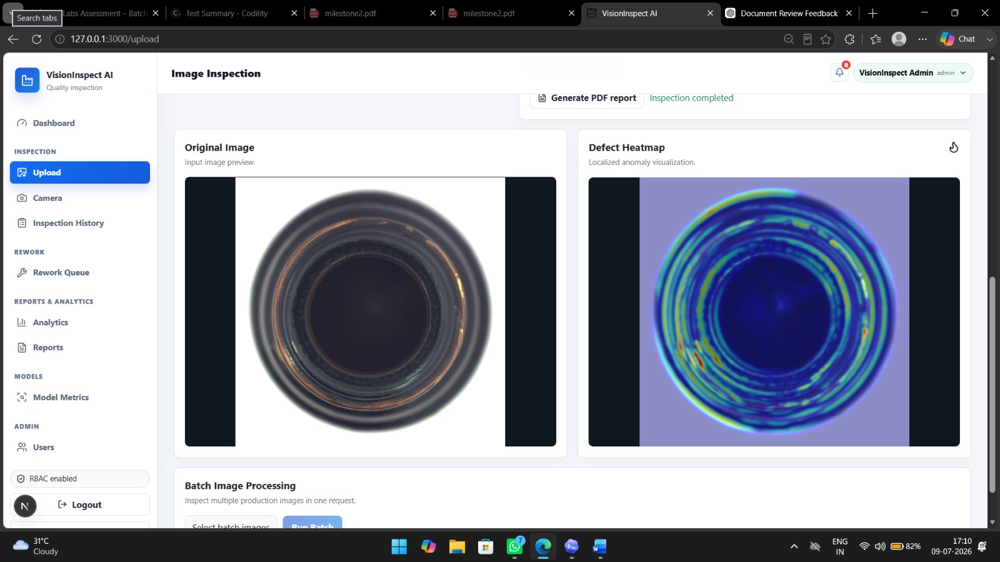 Labs Assessment – Batch
Test Summary - Codility
milestone2.pdf
milestone2.pdf
VisionInspect AI
Document Review Feedback
Search tabs
127.0.0.1:3000/upload
Chat
VisionInspect AI
Quality inspection
Image Inspection
8
VisionInspect Admin admin
Generate PDF report
Inspection completed
Dashboard
INSPECTION
Upload
Camera
Inspection History
REWORK
Rework Queue
REPORTS & ANALYTICS
Analytics
Reports
MODELS
Model Metrics
ADMIN
Users
RBAC enabled
N
Logout
Original Image
Input image preview.
Defect Heatmap
Localized anomaly visualization.
Batch Image Processing
Inspect multiple production images in one request.
Select batch images
Run Batch
31°C
Cloudy
7
ENG
IN
82%
17:10
09-07-2026